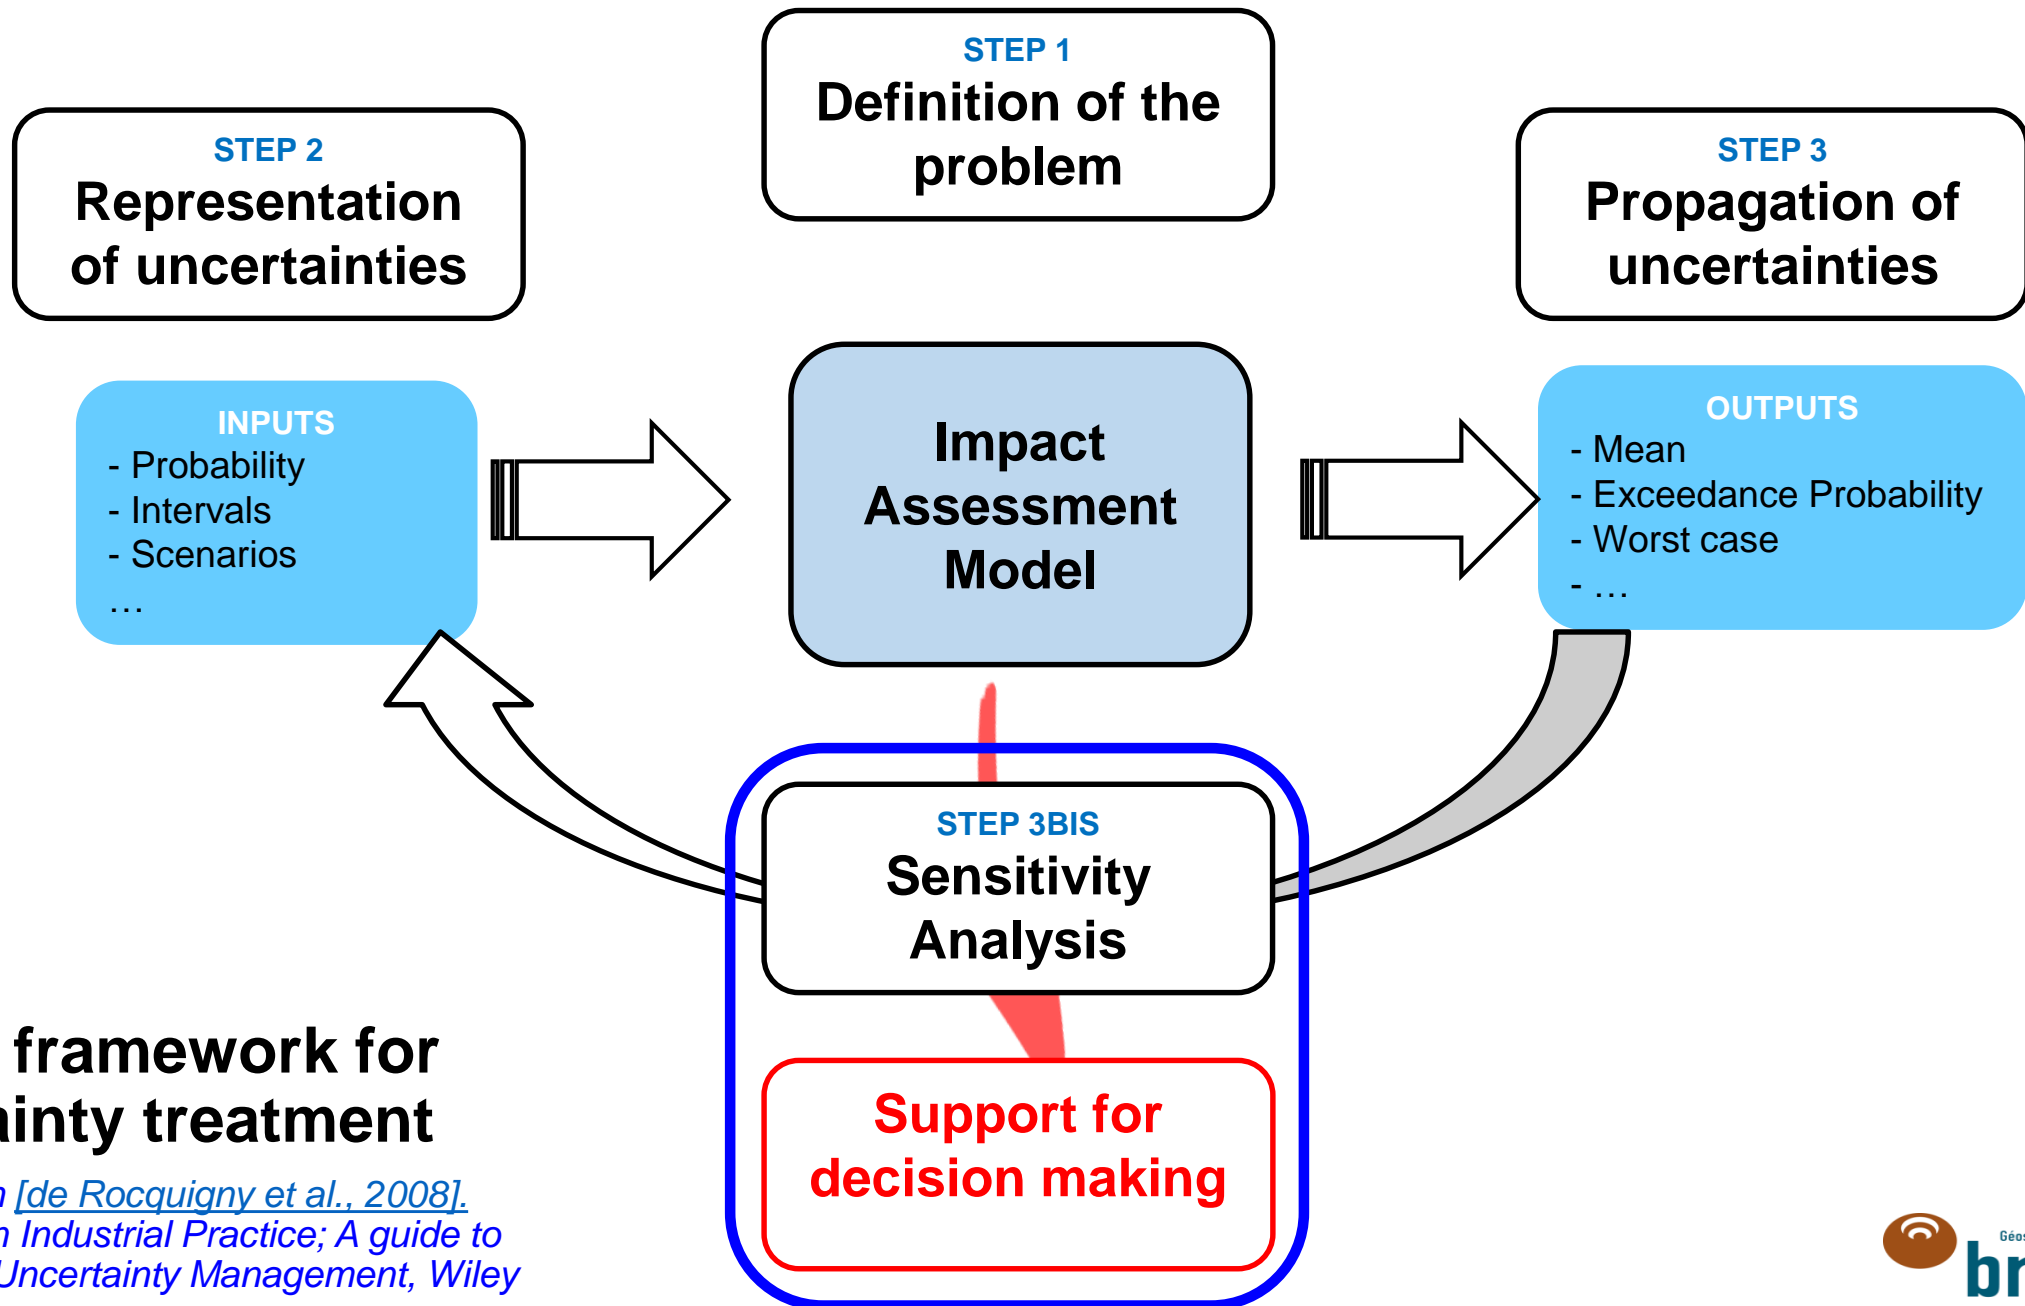 STEP 1
Definition of the
problem
STEP 2
Representation
of uncertainties
STEP 3
Propagation of
uncertainties
INPUTS
- Probability
- Intervals
- Scenarios
…
Impact
Assessment
Model
OUTPUTS
- Mean
- Exceedance Probability
- Worst case
- …
STEP 3BIS
Sensitivity
Analysis
Support for
decision making
framework for
treatment
[de Rocquigny et al., 2008].
Industrial Practice; A guide to
Uncertainty Management, Wiley